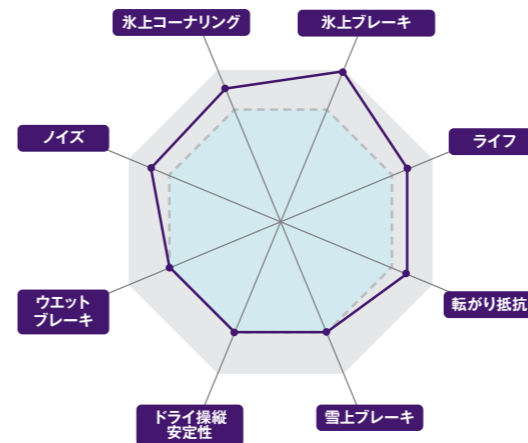 氷上コーナリング
氷上ブレーキ
ノイズ
ライフ
ウエット
ブレーキ
転がり抵抗
ドライ操縦
安定性
雪上ブレーキ